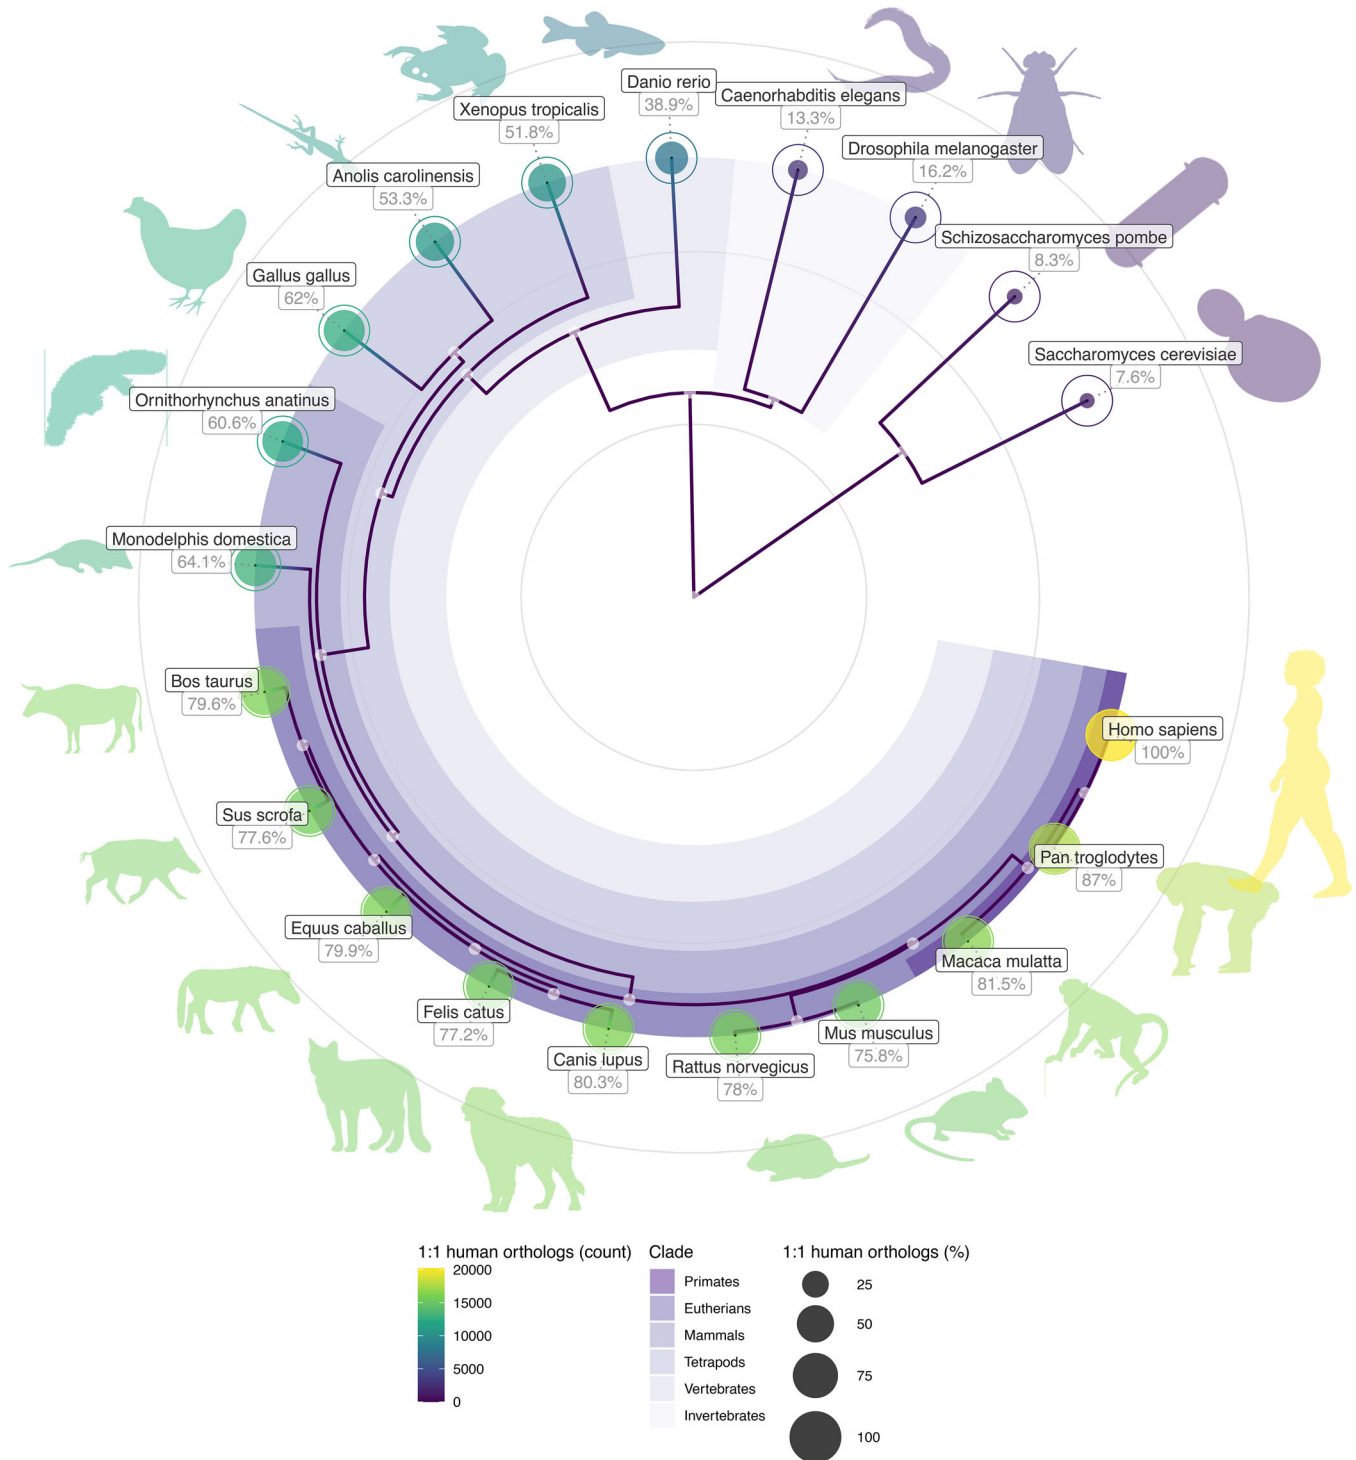 Danio rerio
38.9%
Caenorhabditis elegans
13.3%
Xenopus tropicalis
51.8%
Drosophila melanogaster
16.2%
Anolis carolinensis
53.3%
Schizosaccharomyces pombe
8.3%
Gallus gallus
62%
Saccharomyces cerevisiae
7.6%
Ornithorhynchus anatinus
60.6%
Monodelphis domestica
64.1%
Bos taurus
79.6%
Homo sapiens
100%
Sus scrofa
77.6%
Pan troglodytes
87%
Equus caballus
79.9%
Macaca mulatta
81.5%
Felis catus
77.2%
Mus musculus
75.8%
Canis lupus
80.3%
Rattus norvegicus
78%
1:1 human orthologs (count)
20000
15000
10000
5000
0
Clade
Primates
Eutherians
Mammals
Tetrapods
Vertebrates
Invertebrates
1:1 human orthologs (%)
25
50
75
100